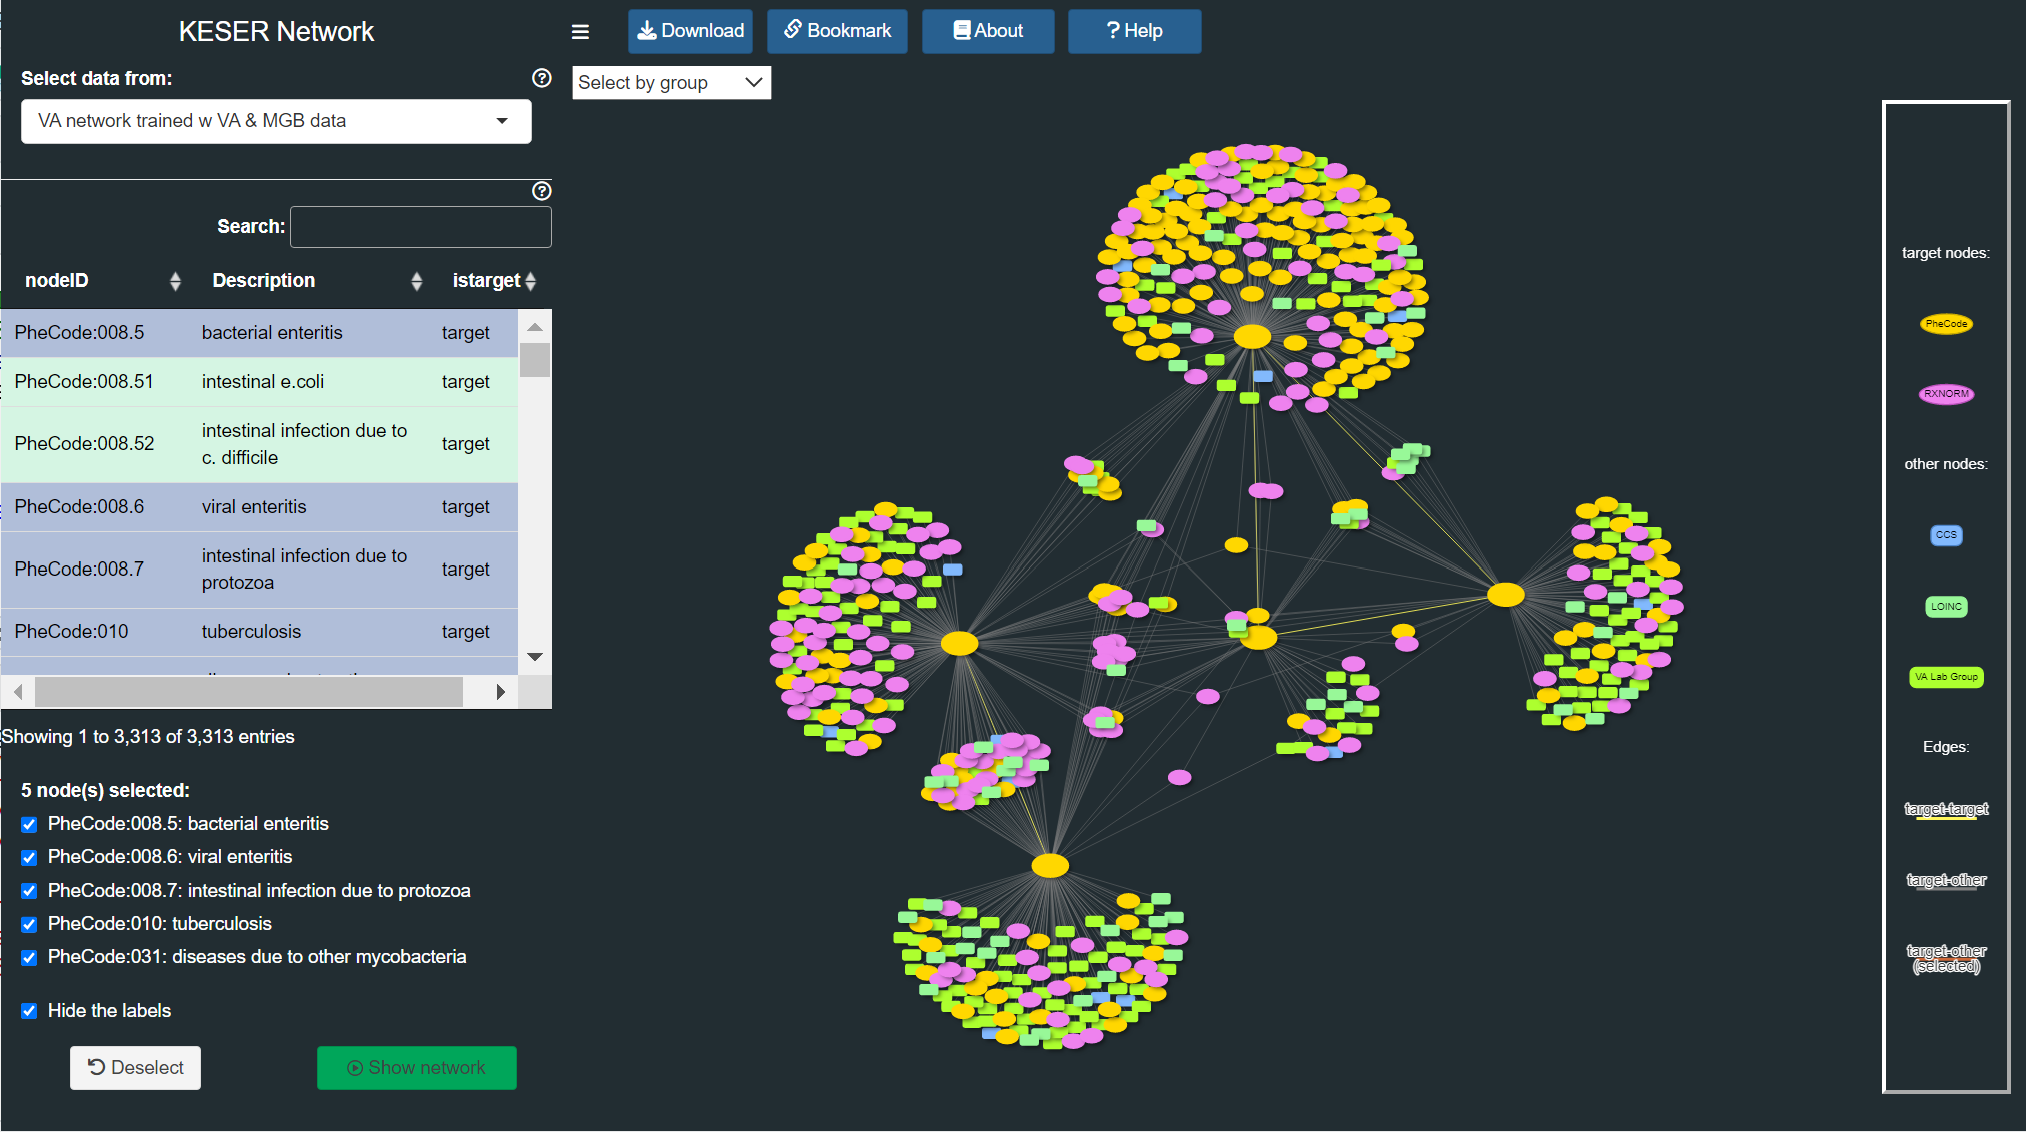 KESER Network
Download
Bookmark
About
? Help
Select data from:
Select by group
VA network trained w VA & MGB data
Search:
nodeID Description istarget
PheCode:008.5 bacterial enteritis target
PheCode:008.51 intestinal e.coli target
PheCode:008.52 intestinal infection due to c. difficile target
PheCode:008.6 viral enteritis target
PheCode:008.7 intestinal infection due to protozoa target
PheCode:010 tuberculosis target
Showing 1 to 3,313 of 3,313 entries
5 node(s) selected:
PheCode:008.5: bacterial enteritis
PheCode:008.6: viral enteritis
PheCode:008.7: intestinal infection due to protozoa
PheCode:010: tuberculosis
PheCode:031: diseases due to other mycobacteria
Hide the labels
Deselect
Show network
target nodes:
PheCode
RXNORM
other nodes:
CCS
LOINC
VA Lab Group
Edges:
target-target
target-other
target-other
(selected)